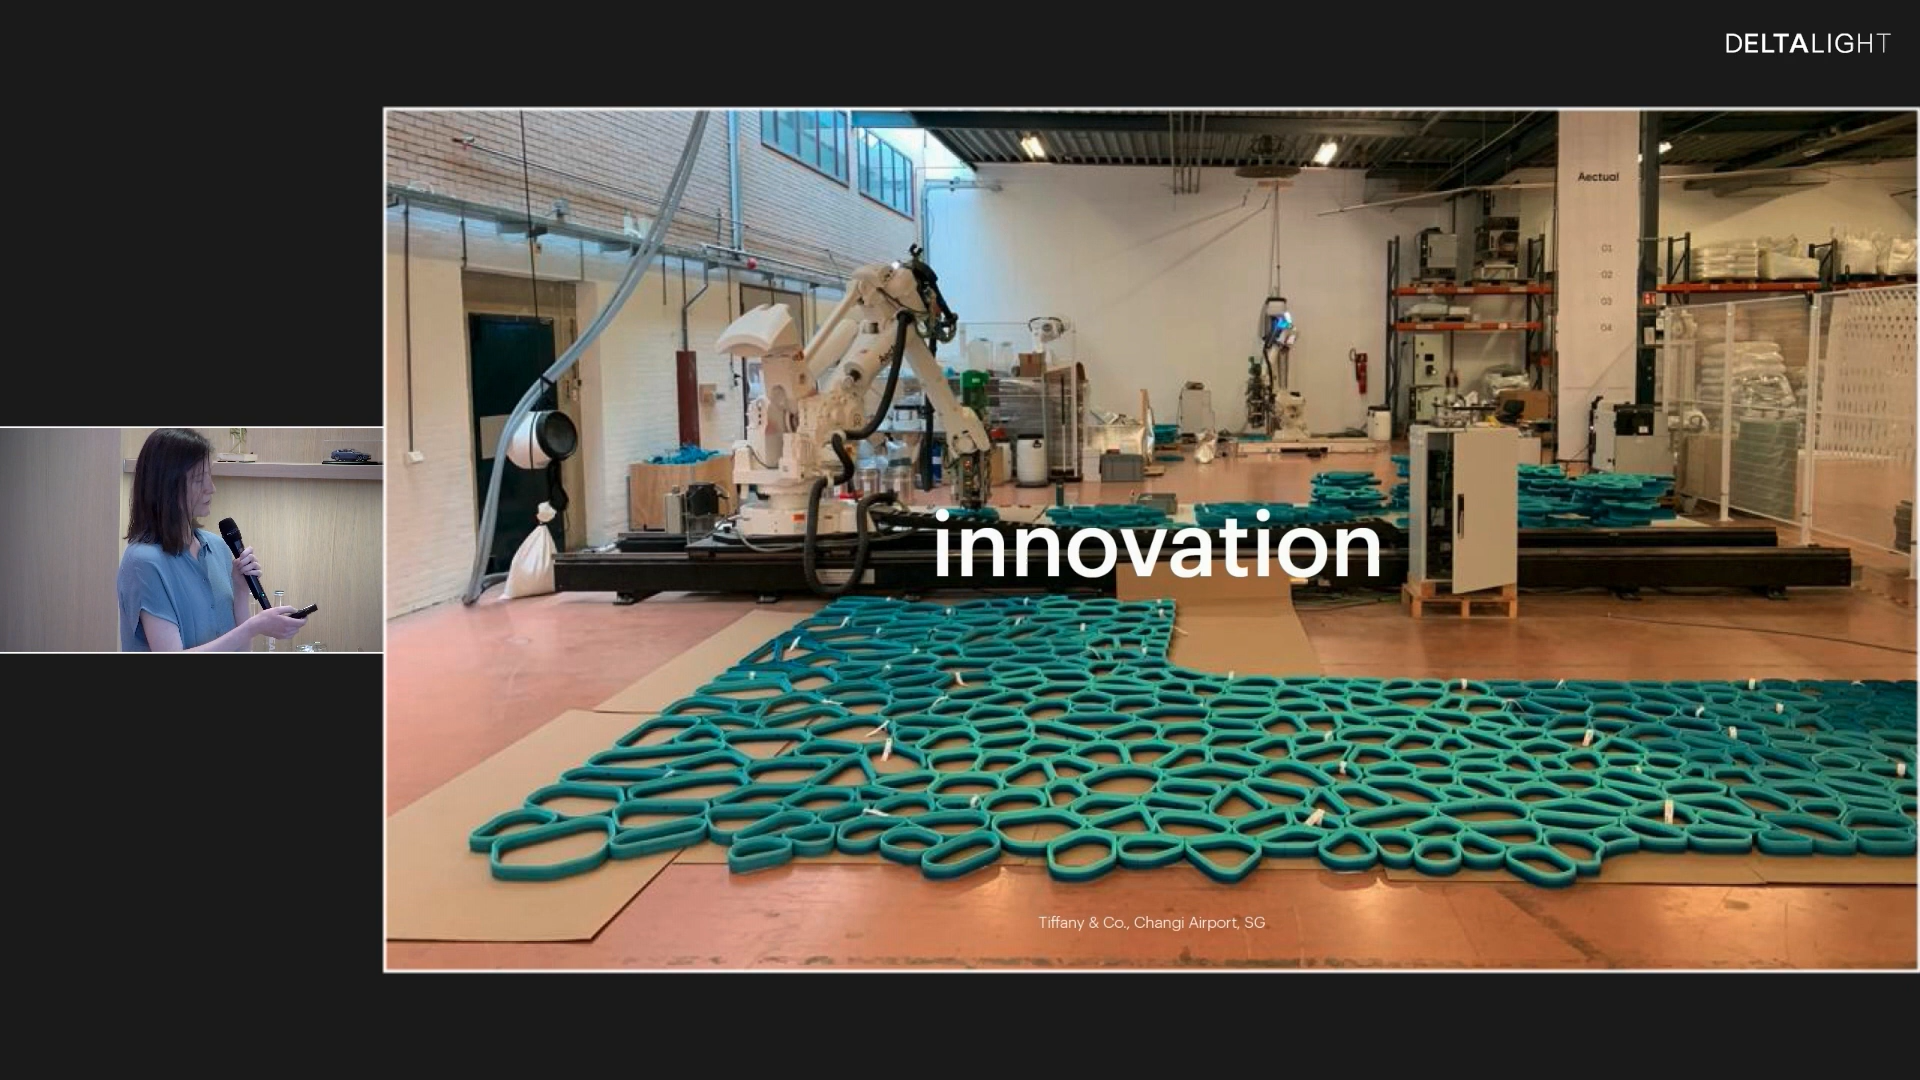 DELTALIGHT
Aectual
01
02
03
04
innovation
Tiffany & Co., Changi Airport, SG